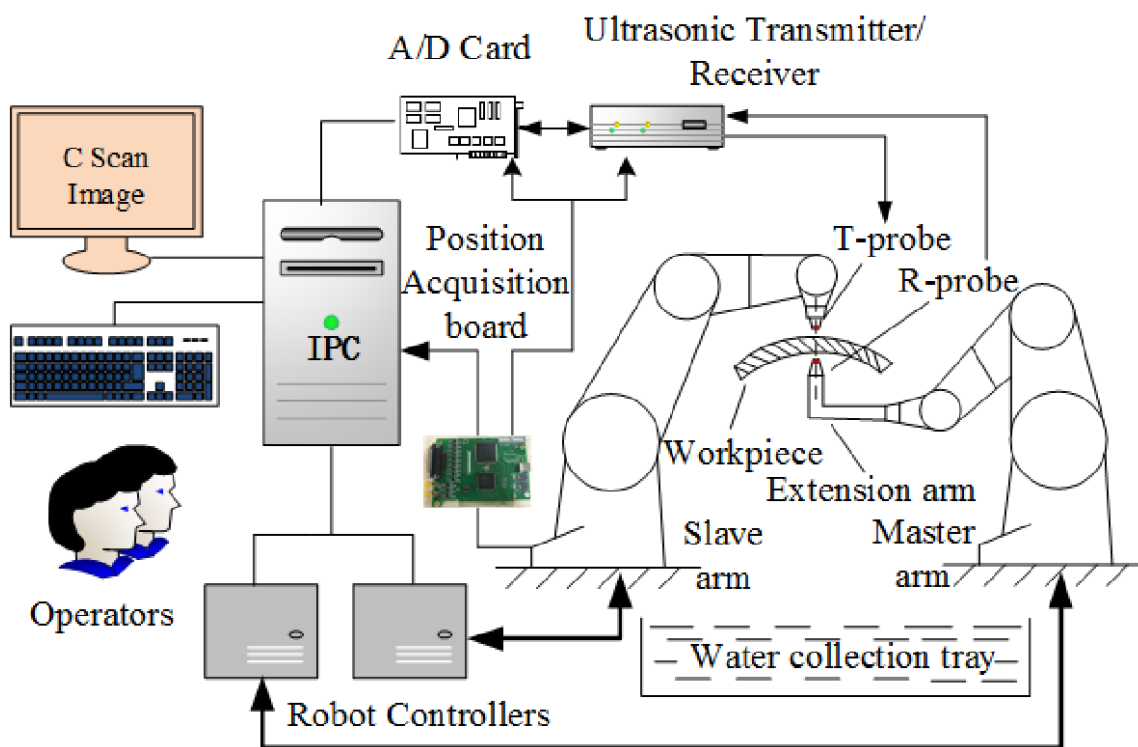 Ultrasonic Transmitter/
Receiver
A/D Card
C Scan
Image
T-probe
R-probe
Position
Acquisition
board
IPC
Workpiece
Extension arm
Slave
arm
Master
arm
Operators
Water collection tray
Robot Controllers